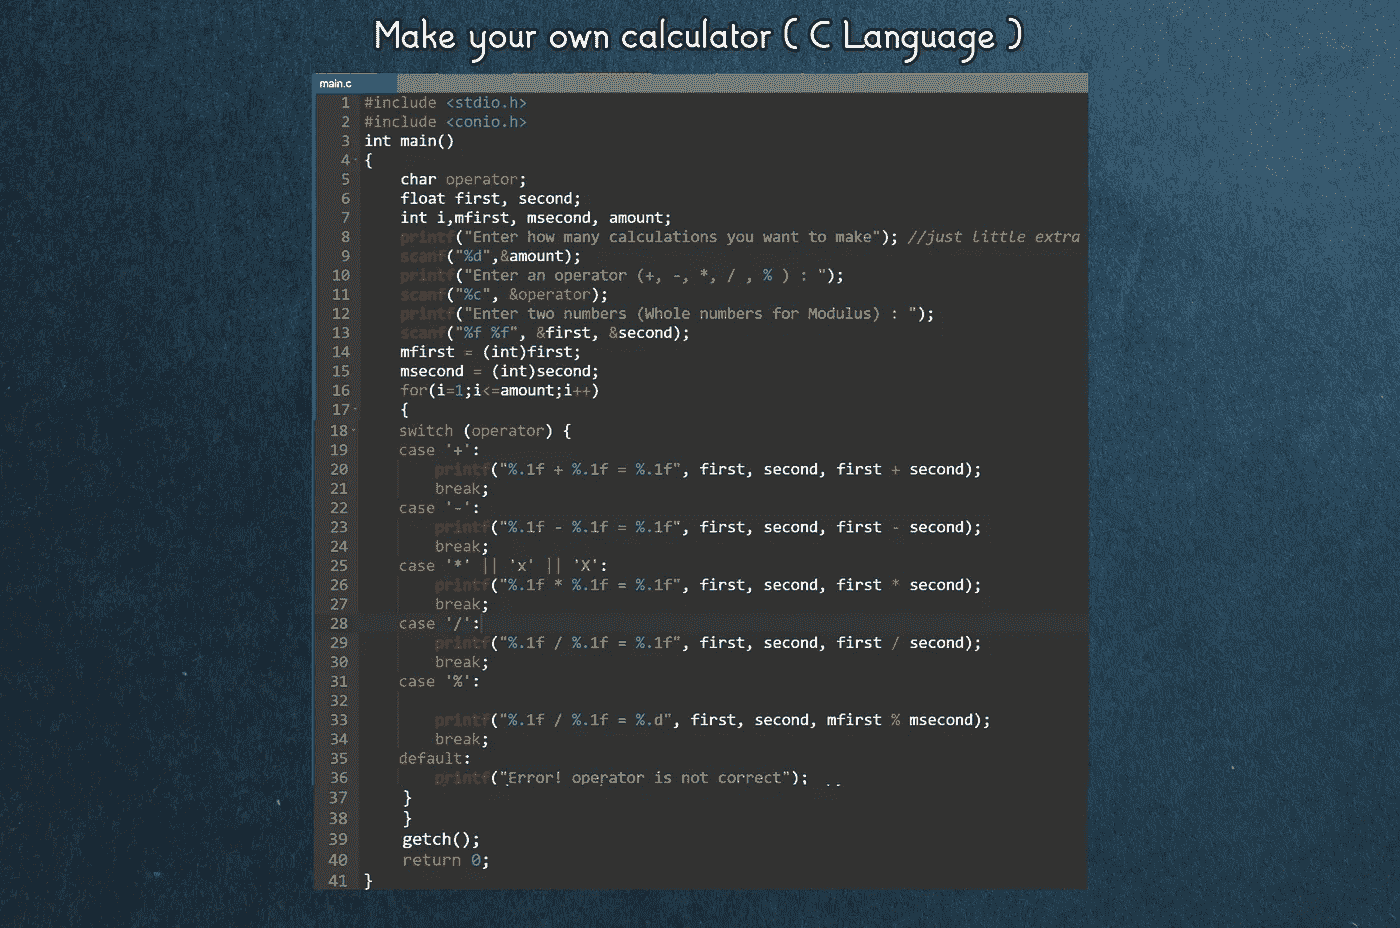 Make your own calculator ( C Language )
main.c
1 #include <stdio.h>
2 #include <conio.h>
3 int main()
4 {
5 char operator;
6 float first, second;
7 int i,mfirst, msecond, amount;
8 printf("Enter how many calculations you want to make"); //just little extra
9 scanf("%d",&amount);
10 printf("Enter an operator (+, -, *, / , % ) : ");
11 scanf("%c", &operator);
12 printf("Enter two numbers (Whole numbers for Modulus) : ");
13 scanf("%f %f", &first, &second);
14 mfirst = (int)first;
15 msecond = (int)second;
16 for(i=1;i<=amount;i++)
17 {
18 switch (operator) {
19 case '+':
20 printf("%.1f + %.1f = %.1f", first, second, first + second);
21 break;
22 case '-':
23 printf("%.1f - %.1f = %.1f", first, second, first - second);
24 break;
25 case '*' || 'x' || 'X':
26 printf("%.1f * %.1f = %.1f", first, second, first * second);
27 break;
28 case '/':
29 printf("%.1f / %.1f = %.1f", first, second, first / second);
30 break;
31 case '%':
32
33 printf("%.1f / %.1f = %.d", first, second, mfirst % msecond);
34 break;
35 default:
36 printf("Error! operator is not correct");
37 }
38 }
39 getch();
40 return 0;
41 }